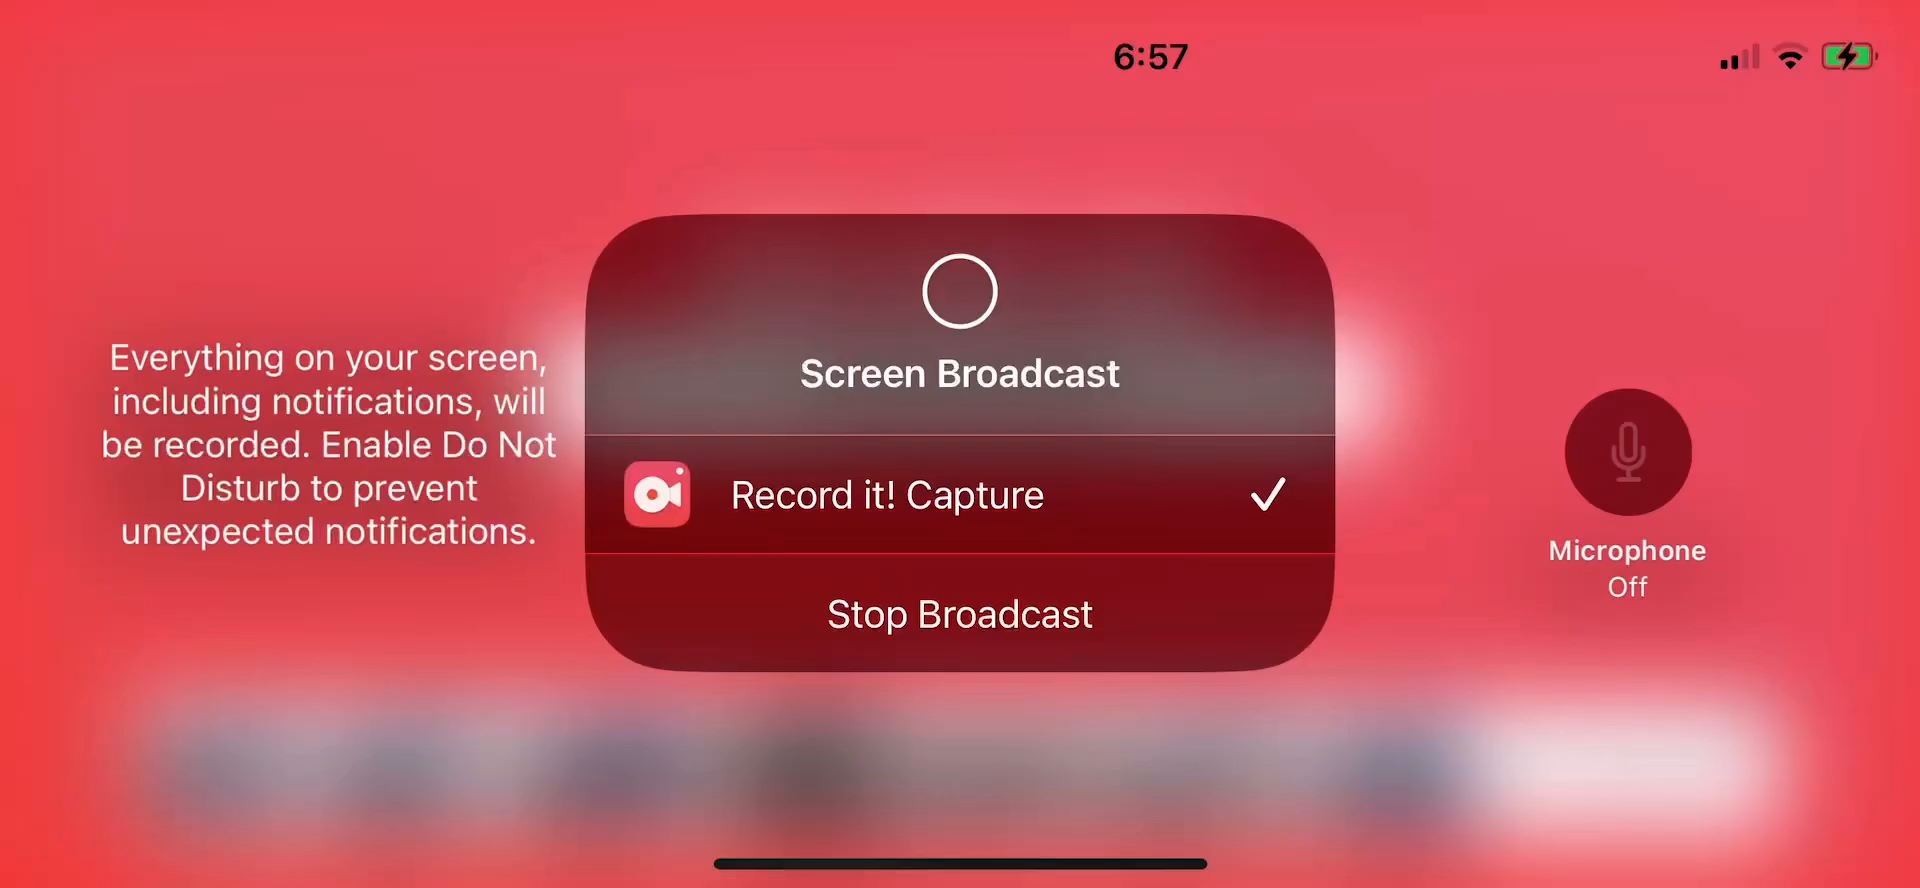 6:57
Everything on your screen,
including notifications, will
be recorded. Enable Do Not
Disturb to prevent
unexpected notifications.
Screen Broadcast
Record it! Capture
Stop Broadcast
Microphone
Off